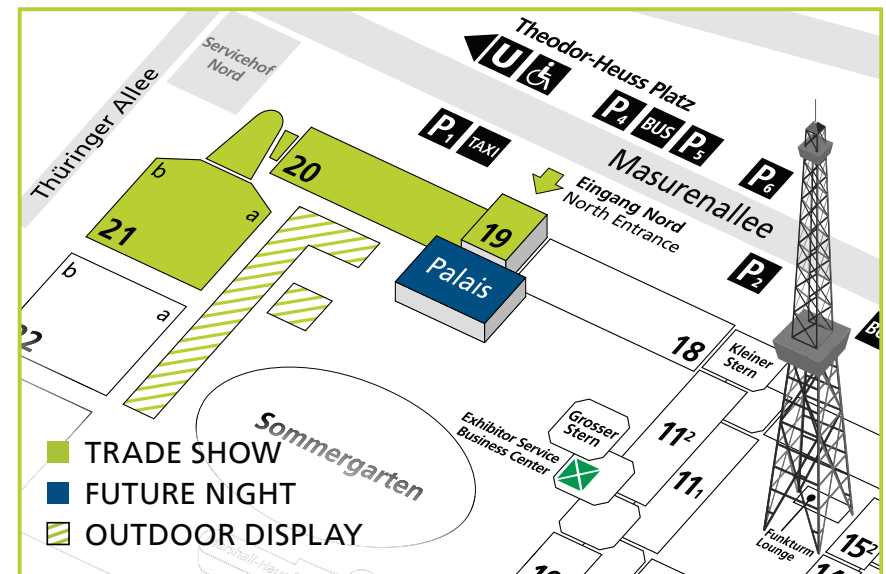 Servicehof
Nord
Theodor-Heuss Platz
U
P4 BUS P5
P1 TAXI
P6
Thüringer Allee
Masurenallee
Eingang Nord
North Entrance
P2
b
a
20
21
19
Palais
b
a
18
Kleiner
Stern
Grosser
Stern
Exhibitor Service
Business Center
11²
11₁
Sommergarten
Funkturm
Lounge
15²
TRADE SHOW
FUTURE NIGHT
OUTDOOR DISPLAY